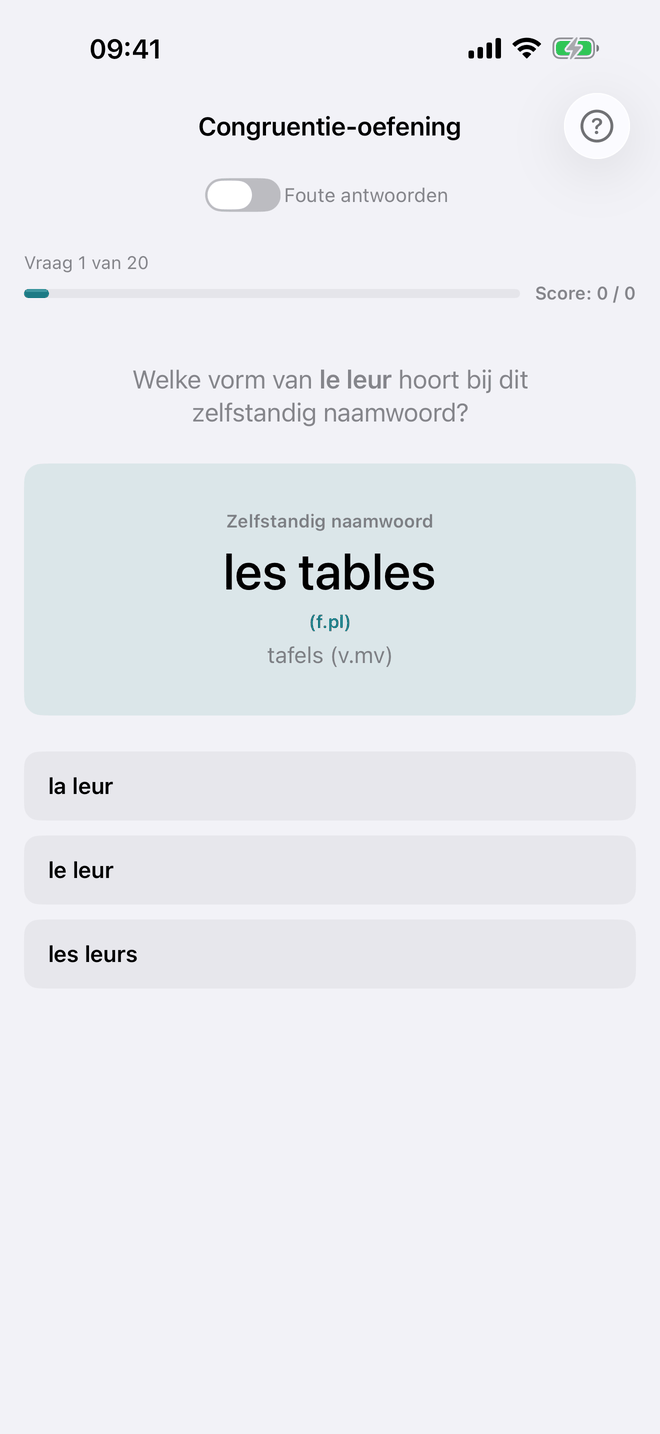 09:41
Congruentie-oefening
?
Foute antwoorden
Vraag 1 van 20
Score: 0 / 0
Welke vorm van le leur hoort bij dit
zelfstandig naamwoord?
Zelfstandig naamwoord
les tables
(f.pl)
tafels (v.mv)
la leur
le leur
les leurs